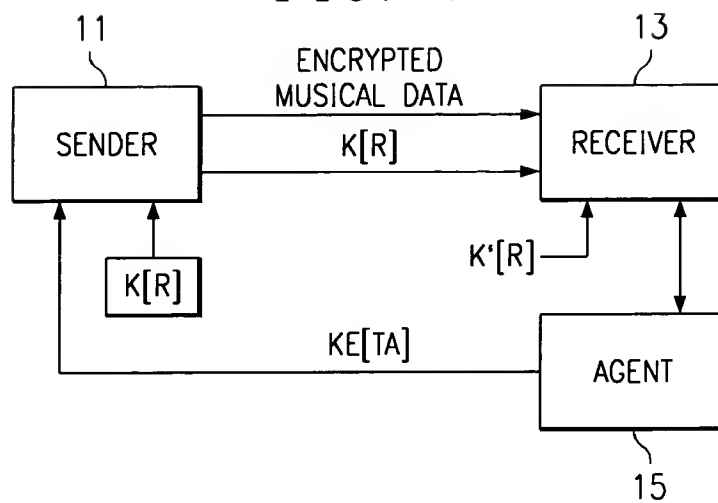 11
13
ENCRYPTED
MUSICAL DATA
SENDER
RECEIVER
K[R]
K'[R]
K[R]
KE[TA]
AGENT
15